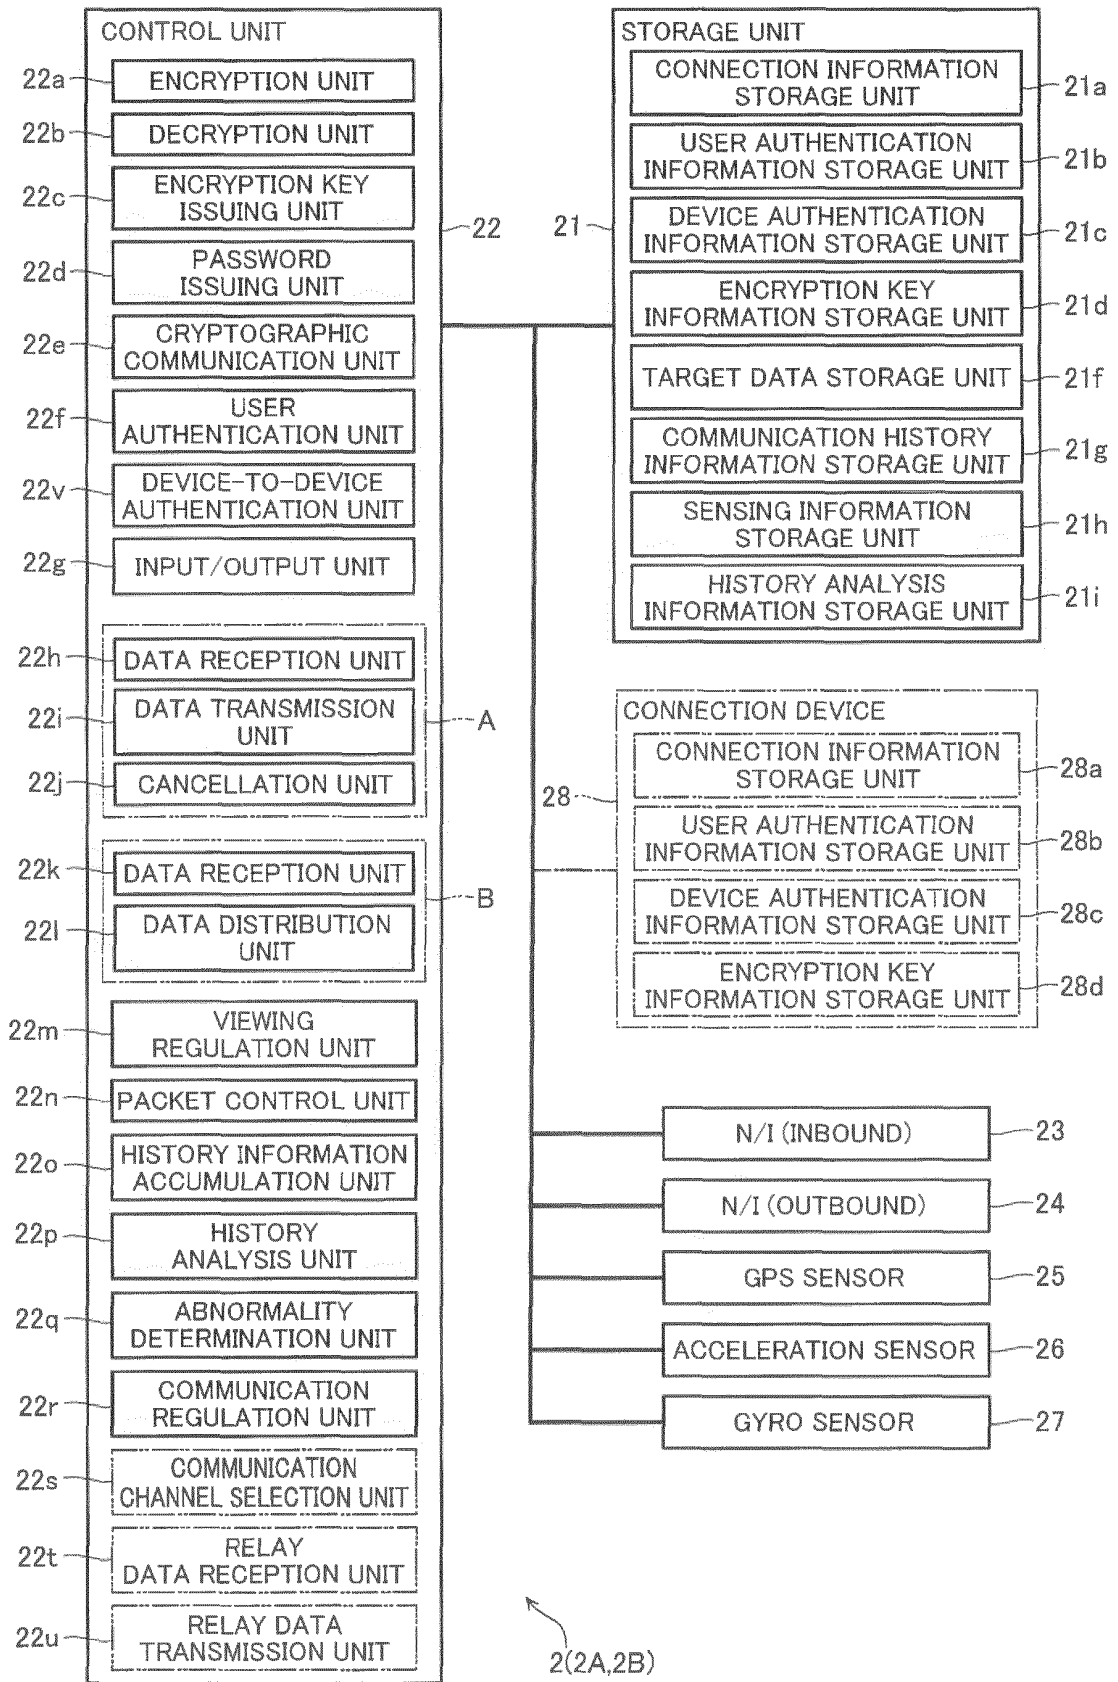 CONTROL UNIT
22a
ENCRYPTION UNIT
22b
DECRYPTION UNIT
22c
ENCRYPTION KEY
ISSUING UNIT
22d
PASSWORD
ISSUING UNIT
22e
CRYPTOGRAPHIC
COMMUNICATION UNIT
22f
USER
AUTHENTICATION UNIT
22v
DEVICE-TO-DEVICE
AUTHENTICATION UNIT
22g
INPUT/OUTPUT UNIT
22h
DATA RECEPTION UNIT
22i
DATA TRANSMISSION
UNIT
22j
CANCELLATION UNIT
A
22k
DATA RECEPTION UNIT
22l
DATA DISTRIBUTION
UNIT
B
22m
VIEWING
REGULATION UNIT
22n
PACKET CONTROL UNIT
22o
HISTORY INFORMATION
ACCUMULATION UNIT
22p
HISTORY
ANALYSIS UNIT
22q
ABNORMALITY
DETERMINATION UNIT
22r
COMMUNICATION
REGULATION UNIT
22s
COMMUNICATION
CHANNEL SELECTION UNIT
22t
RELAY
DATA RECEPTION UNIT
22u
RELAY DATA
TRANSMISSION UNIT
22
21
STORAGE UNIT
CONNECTION INFORMATION
STORAGE UNIT
21a
USER AUTHENTICATION
INFORMATION STORAGE UNIT
21b
DEVICE AUTHENTICATION
INFORMATION STORAGE UNIT
21c
ENCRYPTION KEY
INFORMATION STORAGE UNIT
21d
TARGET DATA STORAGE UNIT
21f
COMMUNICATION HISTORY
INFORMATION STORAGE UNIT
21g
SENSING INFORMATION
STORAGE UNIT
21h
HISTORY ANALYSIS
INFORMATION STORAGE UNIT
21i
28
CONNECTION DEVICE
CONNECTION INFORMATION
STORAGE UNIT
28a
USER AUTHENTICATION
INFORMATION STORAGE UNIT
28b
DEVICE AUTHENTICATION
INFORMATION STORAGE UNIT
28c
ENCRYPTION KEY
INFORMATION STORAGE UNIT
28d
N/I (INBOUND)
23
N/I (OUTBOUND)
24
GPS SENSOR
25
ACCELERATION SENSOR
26
GYRO SENSOR
27
2(2A,2B)